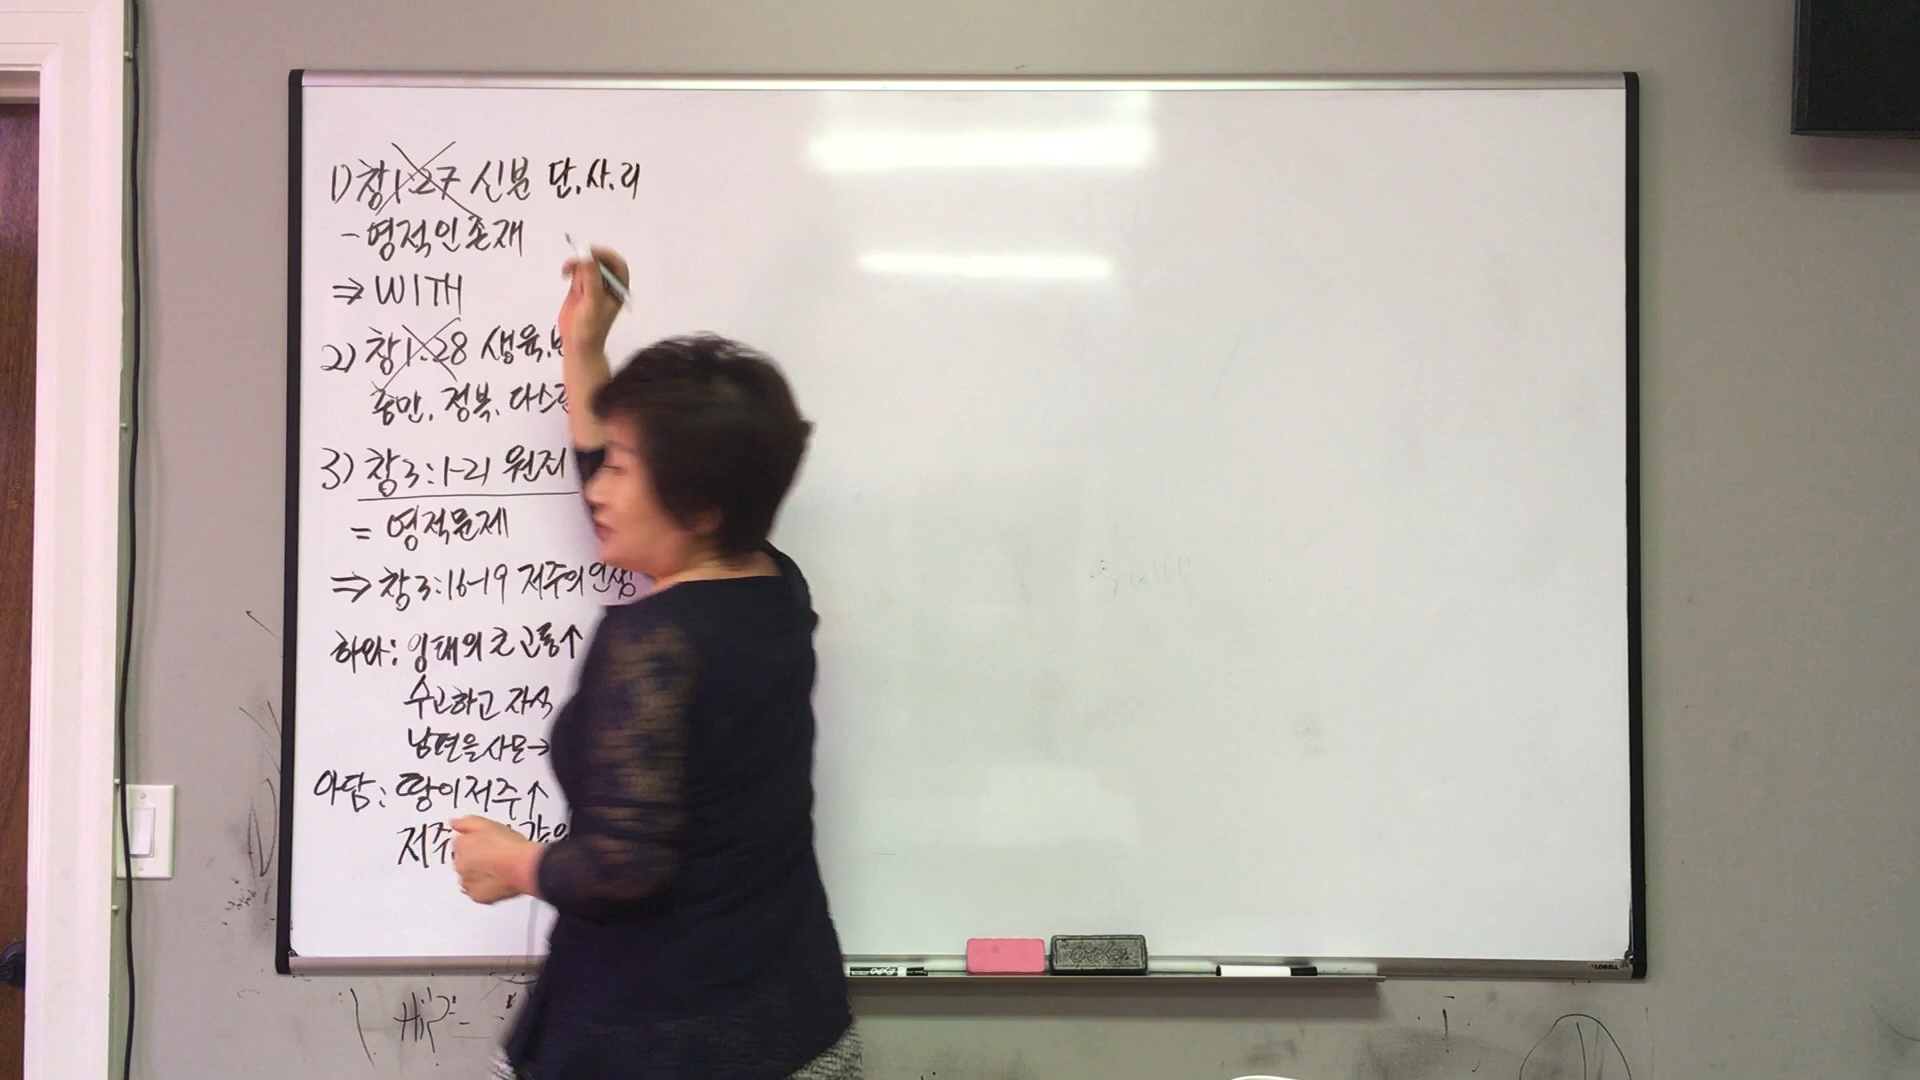 1) 창1:27 신분 단.사.리
- 영적인 존재
⇒ WITH
2) 창1:28 생육.
충만. 정복. 다스
3) 창3:1-21 원죄
= 영적문제
⇒ 창3:16-19 저주의 인생
하와: 잉태의 큰 고통↑
수고하고 자식
남편을 사모→
아담: 땅이 저주↑
저주